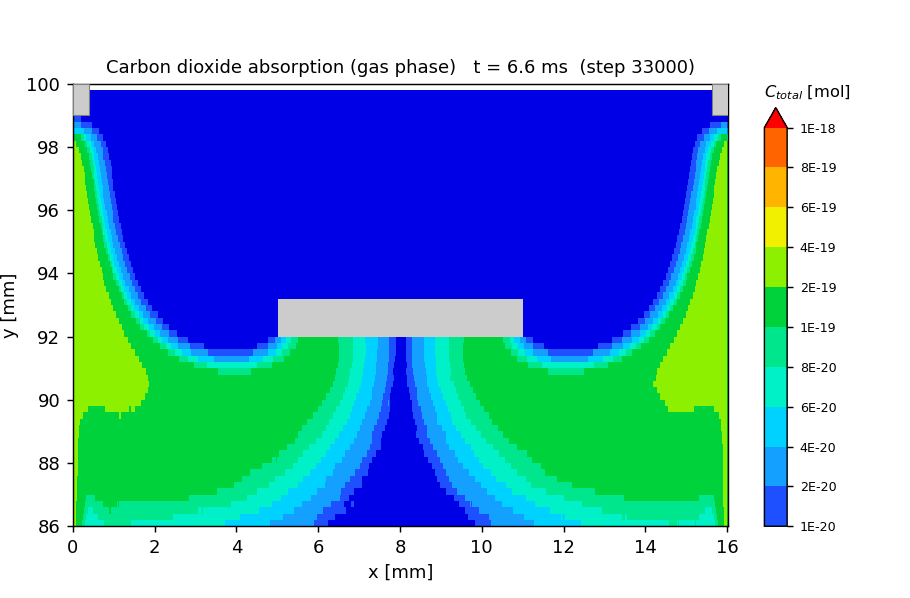 Carbon dioxide absorption (gas phase)   t = 6.6 ms  (step 33000)
C_total [mol]
1E-18
8E-19
6E-19
4E-19
2E-19
1E-19
8E-20
6E-20
4E-20
2E-20
1E-20
y [mm]
100
98
96
94
92
90
88
86
0 2 4 6 8 10 12 14 16
x [mm]